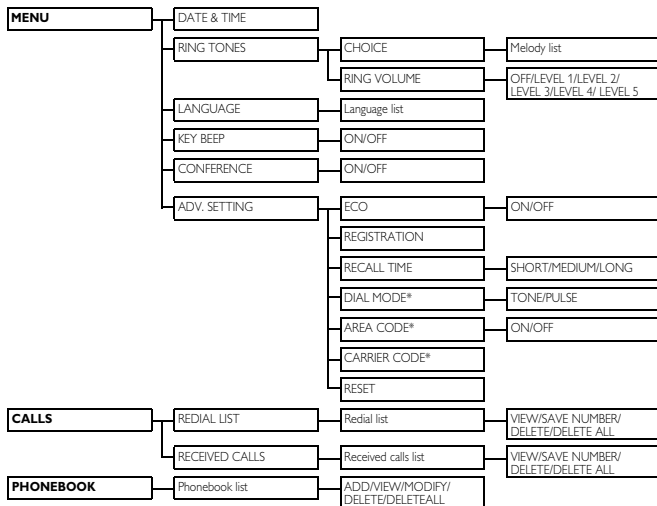 MENU
DATE & TIME
RING TONES
CHOICE
Melody list
RING VOLUME
OFF/LEVEL 1/LEVEL 2/
LEVEL 3/LEVEL 4/ LEVEL 5
LANGUAGE
Language list
KEY BEEP
ON/OFF
CONFERENCE
ON/OFF
ADV. SETTING
ECO
ON/OFF
REGISTRATION
RECALL TIME
SHORT/MEDIUM/LONG
DIAL MODE*
TONE/PULSE
AREA CODE*
ON/OFF
CARRIER CODE*
RESET
CALLS
REDIAL LIST
Redial list
VIEW/SAVE NUMBER/
DELETE/DELETE ALL
RECEIVED CALLS
Received calls list
VIEW/SAVE NUMBER/
DELETE/DELETE ALL
PHONEBOOK
Phonebook list
ADD/VIEW/MODIFY/
DELETE/DELETEALL